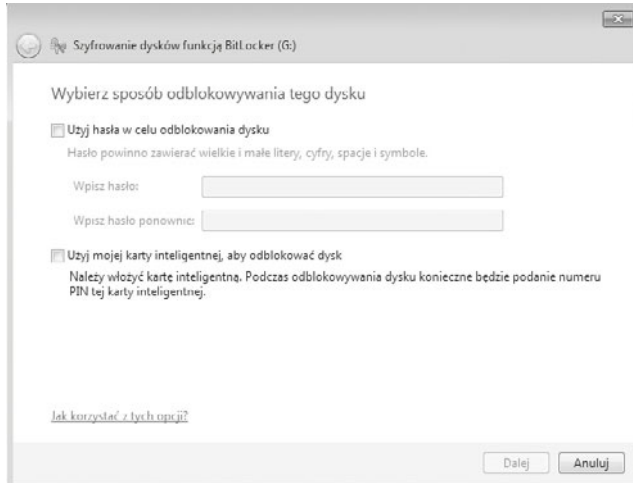 Szyfrowanie dysków funkcją BitLocker (G:)
Wybierz sposób odblokowywania tego dysku
Użyj hasła w celu odblokowania dysku
Hasło powinno zawierać wielkie i małe litery, cyfry, spacje i symbole.
Wpisz hasło:
Wpisz hasło ponownie:
Użyj mojej karty inteligentnej, aby odblokować dysk
Należy włożyć kartę inteligentną. Podczas odblokowywania dysku konieczne będzie podanie numeru
PIN tej karty inteligentnej.
Jak korzystać z tych opcji?
Dalej Anuluj